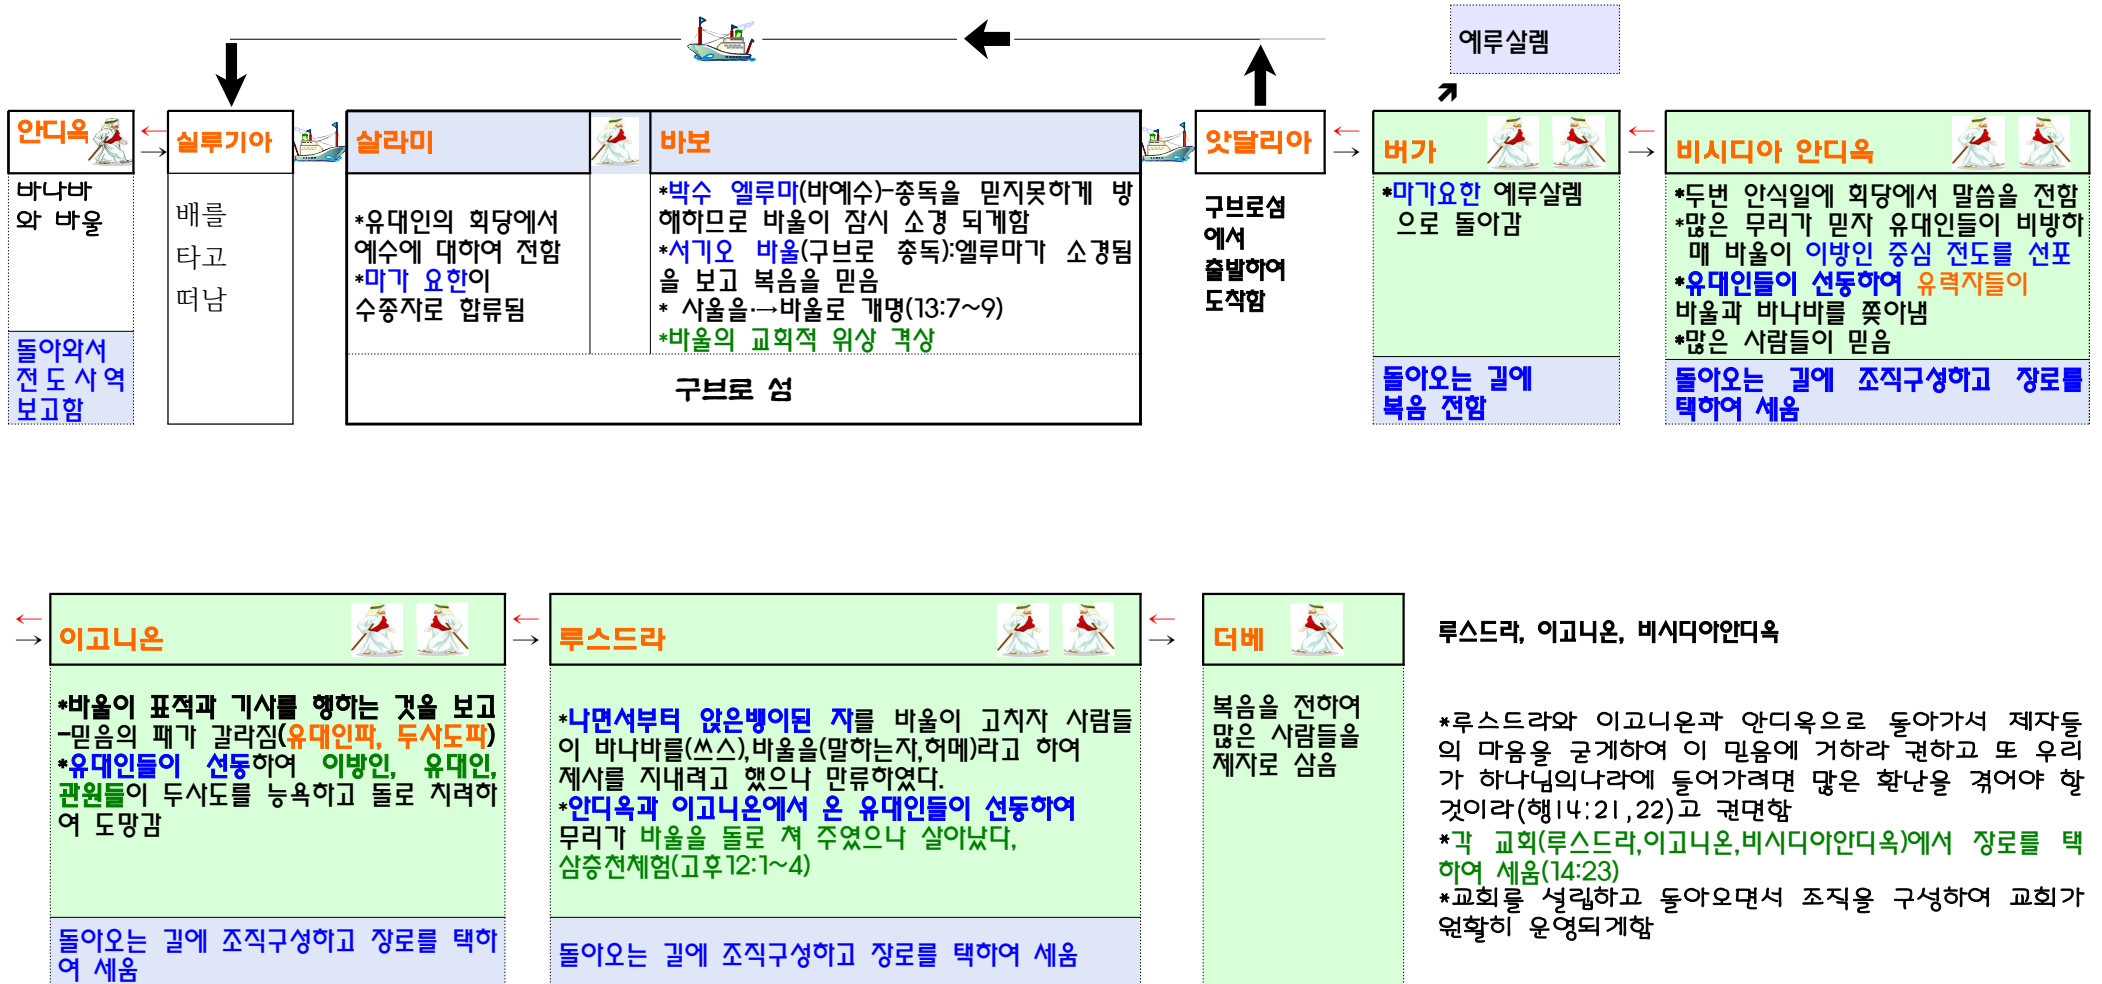 예루살렘
안디옥
실루기아
살라미
바보
앗달리아
버가
비시디아 안디옥
바나바
와 바울
돌아와서
전도사역
보고함
배를
타고
떠남
*유대인의 회당에서
예수에 대하여 전함
*마가 요한이
수종자로 합류됨
*박수 엘루마(바예수)-총독을 믿지못하게 방
해하므로 바울이 잠시 소경 되게함
*서기오 바울(구브로 총독):엘루마가 소경됨
을 보고 복음을 믿음
* 사울을·→바울로 개명(13:7~9)
*바울의 교회적 위상 격상
구브로 섬
구브로섬
에서
출발하여
도착함
*마가요한 예루살렘
으로 돌아감
돌아오는 길에
복음 전함
*두번 안식일에 회당에서 말씀을 전함
*많은 무리가 믿자 유대인들이 비방하
매 바울이 이방인 중심 전도를 선포
*유대인들이 선동하여 유력자들이
바울과 바나바를 쫒아냄
*많은 사람들이 믿음
돌아오는 길에 조직구성하고 장로를
택하여 세움
이고니온
*바울이 표적과 기사를 행하는 것을 보고
-믿음의 패가 갈라짐(유대인파, 두사도파)
*유대인들이 선동하여 이방인, 유대인,
관원들이 두사도를 능욕하고 돌로 치려하
여 도망감
돌아오는 길에 조직구성하고 장로를 택하
여 세움
루스드라
*나면서부터 앉은뱅이된 자를 바울이 고치자 사람들
이 바나바를(쓰스),바울을(말하는자,허메)라고 하여
제사를 지내려고 했으나 만류하였다.
*안디옥과 이고니온에서 온 유대인들이 선동하여
무리가 바울을 돌로 쳐 주였으나 살아났다,
삼층천체험(고후12:1~4)
돌아오는 길에 조직구성하고 장로를 택하여 세움
더베
복음을 전하여
많은 사람들을
제자로 삼음
루스드라, 이고니온, 비시디아안디옥
*루스드라와 이고니온과 안디옥으로 돌아가서 제자들
의 마음을 굳게하여 이 믿음에 거하라 권하고 또 우리
가 하나님의나라에 들어가려면 많은 환난을 겪어야 할
것이라(행14:21,22)고 권면함
*각 교회(루스드라,이고니온,비시디아안디옥)에서 장로를 택
하여 세움(14:23)
*교회를 설립하고 돌아오면서 조직을 구성하여 교회가
원활히 운영되게함